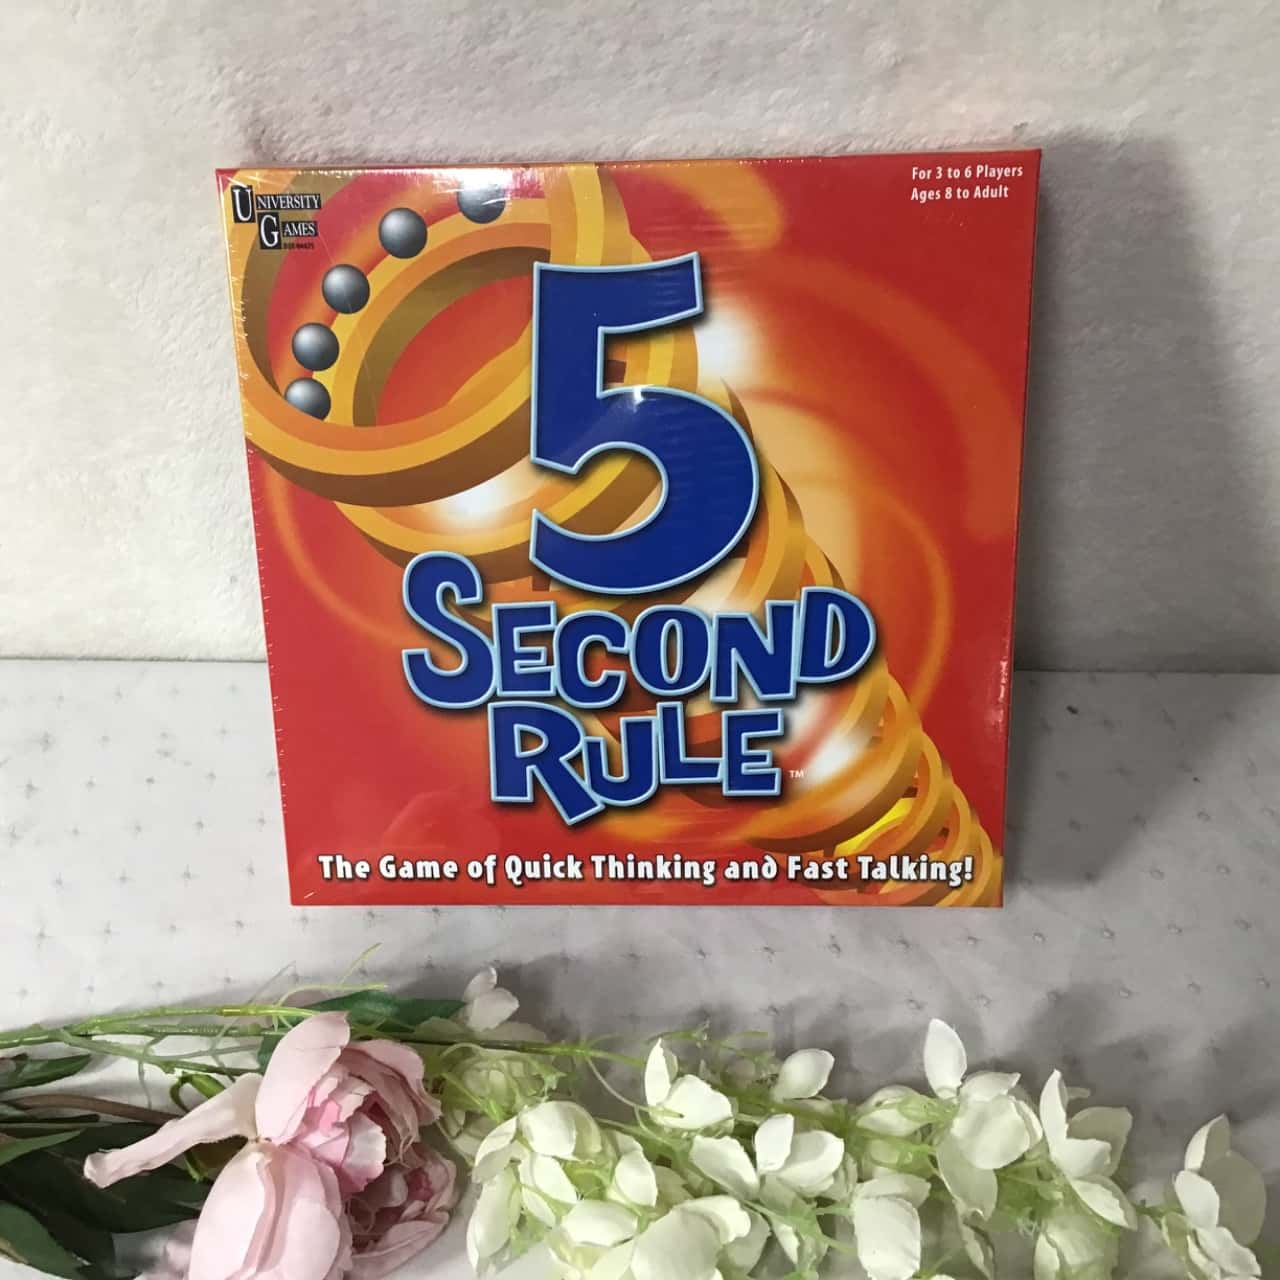 UNIVERSITY
GAMES
For 3 to 6 Players
Ages 8 to Adult
5
SECOND
RULE ™
The Game of Quick Thinking and Fast Talking!